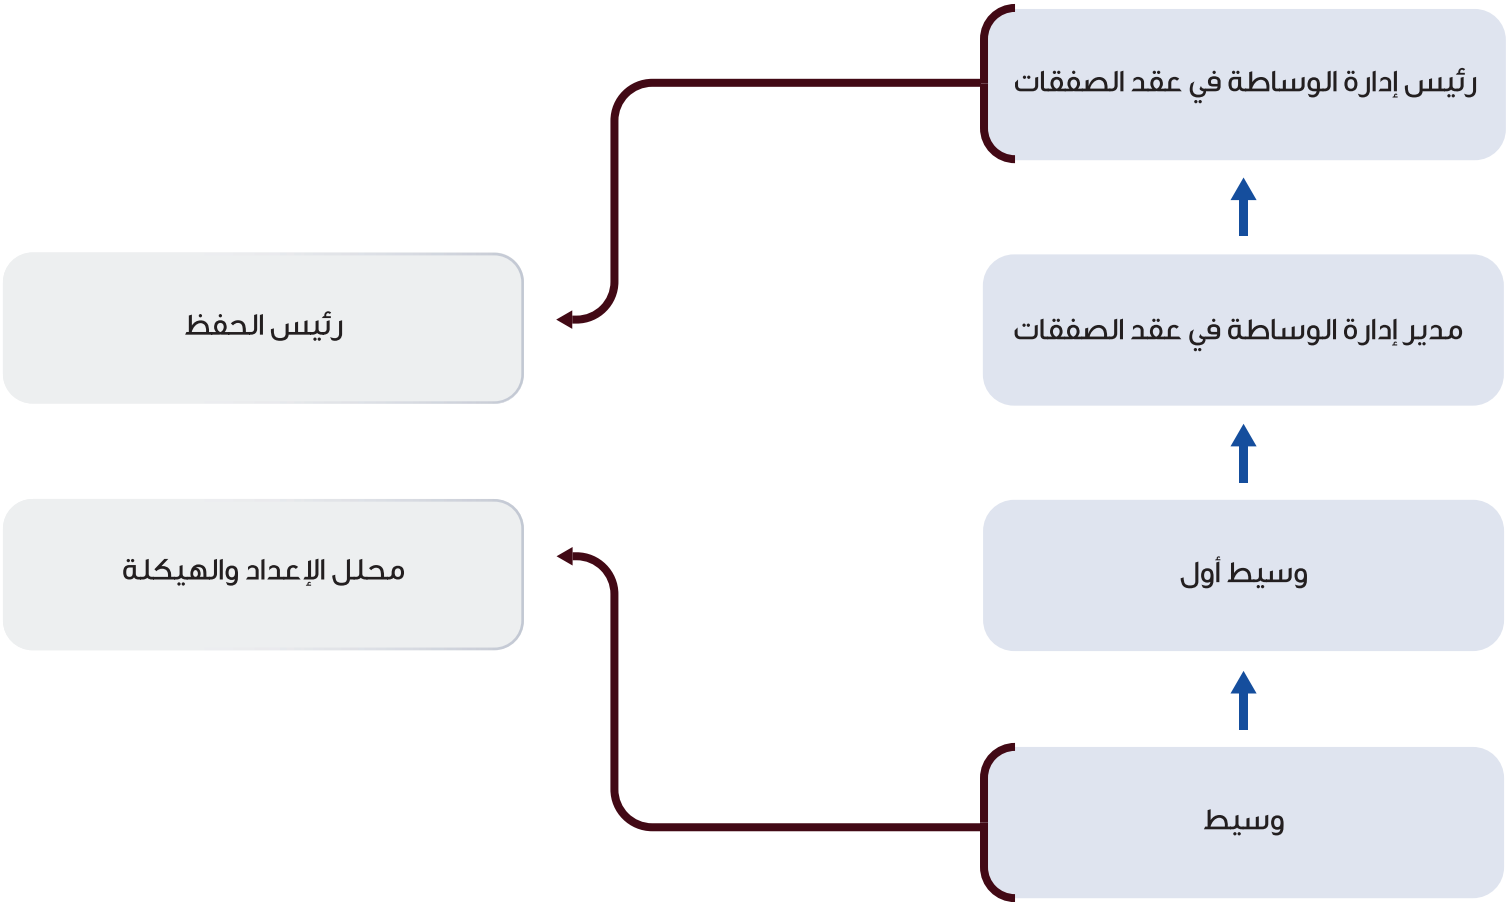 رئيس إدارة الوساطة في عقد الصفقات
مدير إدارة الوساطة في عقد الصفقات
رئيس الحفظ
وسيط أول
محلل الإعداد والهيكلة
وسيط